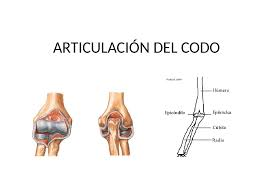 ARTICULACIÓN DEL CODO
Húmero
Epicóndilo
Epitróclea
Cúbito
Radio